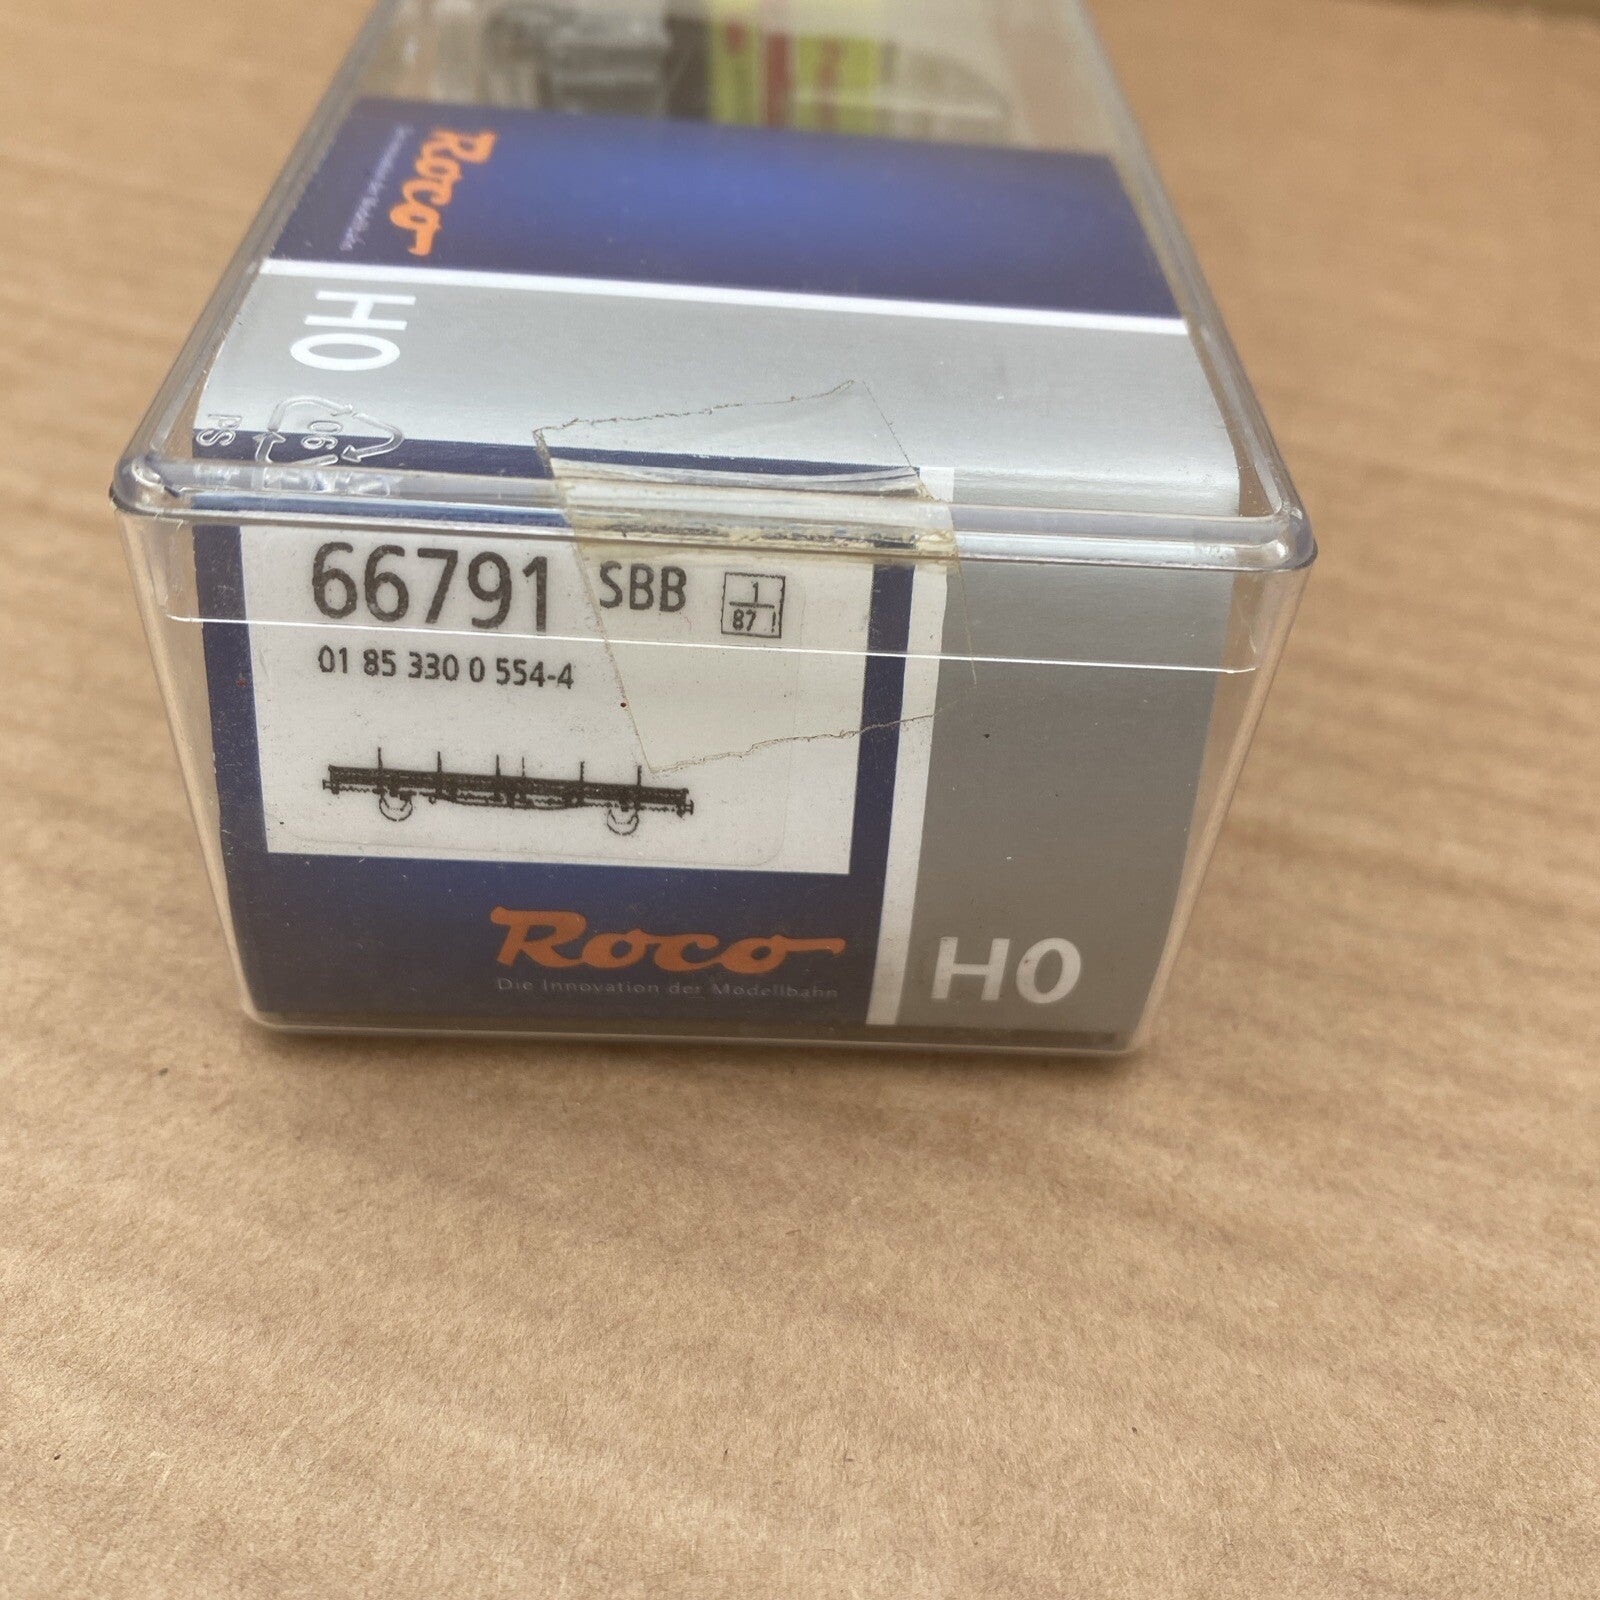 Roco
H0
PS
06
66791 SBB 1/87
01 85 330 0 554-4
Roco
Die Innovation der Modellbahn
H0